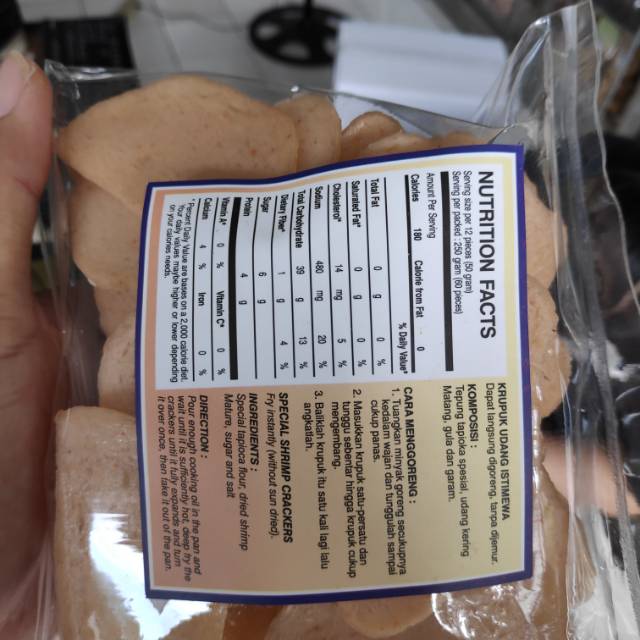 NUTRITION FACTS
Serving size per 12 pieces (50 gram)
Serving per packed : 250 gram (60 pieces)
Amount Per Serving
Calories 180 Calorie from Fat 0
% Daily Value*
Total Fat 0 g 0 %
Saturated Fat* 0 g 0 %
Cholesterol* 14 mg 5 %
Sodium 480 mg 20 %
Total Carbohydrate 39 g 13 %
Dietary Fiber* 1 g 4 %
Sugar 6 g
Protein 4 g
Vitamin A* 0 % Vitamin C* 0 %
Calcium 4 % Iron 0 %
*Percent Daily Value are bases on a 2,000 calorie diet.
Your daily values maybe higher or lower depending
on your calories needs.
KRUPUK UDANG ISTIMEWA
Dapat langsung digoreng, tanpa dijemur.
KOMPOSISI :
Tepung tapioka spesial, udang kering
Matang, gula dan garam.
CARA MENGGORENG :
1. Tuangkan minyak goreng secukupnya
kedalam wajan dan tunggulah sampai
cukup panas.
2. Masukkan krupuk satu-persatu dan
tunggu sebentar hingga krupuk cukup
mengembang.
3. Baliklah krupuk itu satu kali lagi lalu
angkatlah.
SPECIAL SHRIMP CRACKERS
Fry instantly (without sun dried).
INGREDIENTS :
Special tapioca flour, dried shrimp
Mature, sugar and salt
DIRECTION :
Pour enough cooking oil in the pan and
wait until it is sufficiently hot, deep fry the
crackers until it fully expands and turn
it over once, then take it out of the pan.